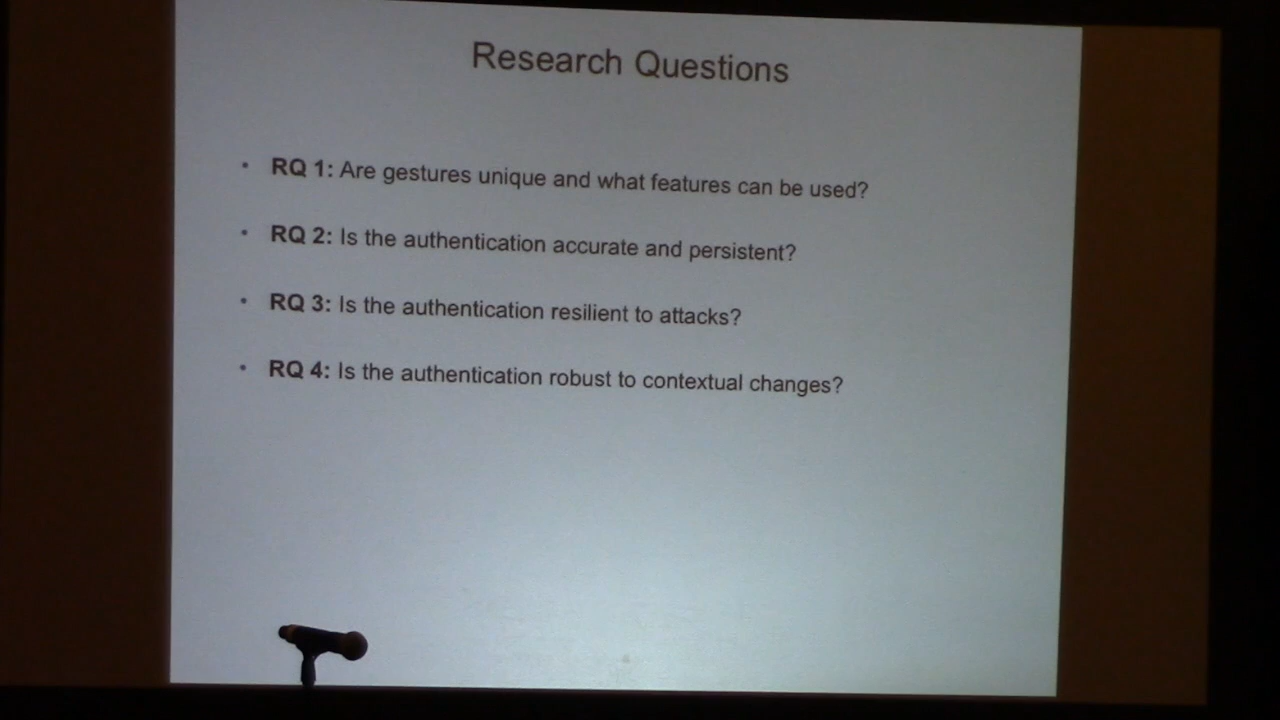 Research Questions
• RQ 1: Are gestures unique and what features can be used?
• RQ 2: Is the authentication accurate and persistent?
• RQ 3: Is the authentication resilient to attacks?
• RQ 4: Is the authentication robust to contextual changes?